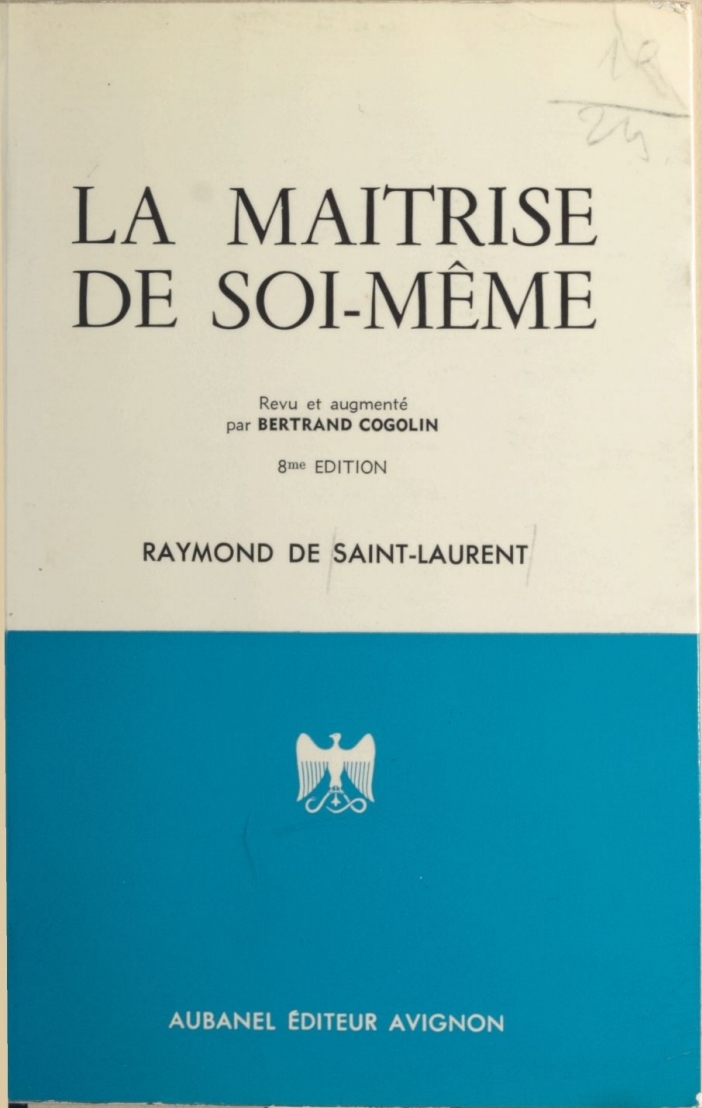 LA MAITRISE
DE SOI-MÊME
Revu et augmenté
par BERTRAND COGOLIN
8me EDITION
RAYMOND DE SAINT-LAURENT
AUBANEL ÉDITEUR AVIGNON